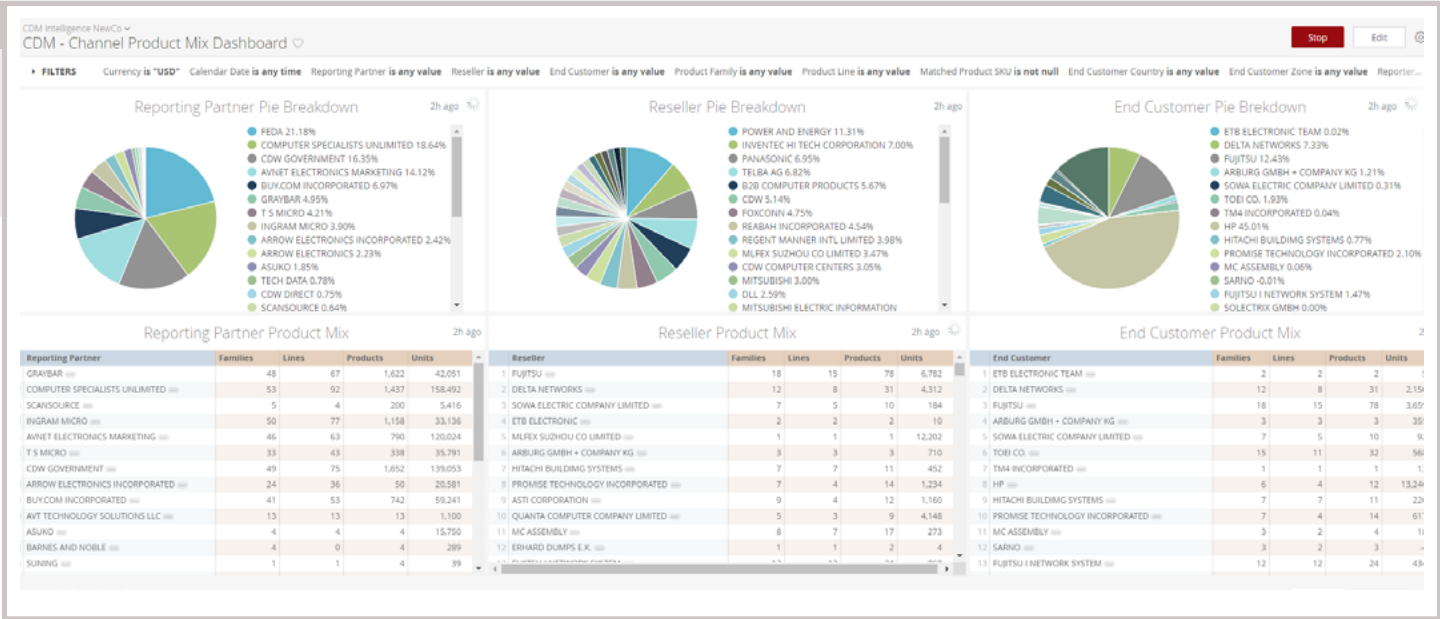 CDM Intelligence NewCo
CDM - Channel Product Mix Dashboard
Stop
Edit
FILTERS Currency is "USD" Calendar Date is any time Reporting Partner is any value Reseller is any value End Customer is any value Product Family is any value Product Line is any value Matched Product SKU is not null End Customer Country is any value End Customer Zone is any value Reporter...
Reporting Partner Pie Breakdown
2h ago
FEDA 21.18%
COMPUTER SPECIALISTS UNLIMITED 18.64%
CDW GOVERNMENT 16.35%
AVNET ELECTRONICS MARKETING 14.12%
BUY.COM INCORPORATED 6.97%
GRAYBAR 4.95%
T S MICRO 4.21%
INGRAM MICRO 3.90%
ARROW ELECTRONICS INCORPORATED 2.42%
ARROW ELECTRONICS 2.23%
ASUKO 1.85%
TECH DATA 0.78%
CDW DIRECT 0.75%
SCANSOURCE 0.64%
Reseller Pie Breakdown
2h ago
POWER AND ENERGY 11.31%
INVENTEC HI TECH CORPORATION 7.00%
PANASONIC 6.95%
TELBA AG 6.82%
B2B COMPUTER PRODUCTS 5.67%
CDW 5.14%
FOXCONN 4.75%
REABAH INCORPORATED 4.54%
REGENT MANNER INTL LIMITED 3.98%
MLFEX SUZHOU CO LIMITED 3.47%
CDW COMPUTER CENTERS 3.05%
MITSUBISHI 3.00%
DLL 2.59%
MITSUBISHI ELECTRIC INFORMATION
End Customer Pie Brekdown
2h ago
ETB ELECTRONIC TEAM 0.02%
DELTA NETWORKS 7.33%
FUJITSU 12.43%
ARBURG GMBH + COMPANY KG 1.21%
SOWA ELECTRIC COMPANY LIMITED 0.31%
TOEI CO. 1.93%
TM4 INCORPORATED 0.04%
HP 45.01%
HITACHI BUILDIMG SYSTEMS 0.77%
PROMISE TECHNOLOGY INCORPORATED 2.10%
MC ASSEMBLY 0.06%
SARNO -0.01%
FUJITSU I NETWORK SYSTEM 1.47%
SOLECTRIX GMBH 0.00%
Reporting Partner Product Mix
2h ago
Reporting Partner Families Lines Products Units
GRAYBAR 48 67 1,622 42,051
COMPUTER SPECIALISTS UNLIMITED 53 92 1,437 158,492
SCANSOURCE 5 4 200 5,416
INGRAM MICRO 50 77 1,158 33,136
AVNET ELECTRONICS MARKETING 46 63 790 120,024
T S MICRO 33 43 338 35,791
CDW GOVERNMENT 49 75 1,652 139,053
ARROW ELECTRONICS INCORPORATED 24 36 50 20,581
BUY.COM INCORPORATED 41 53 742 59,241
AVT TECHNOLOGY SOLUTIONS LLC 13 13 13 1,100
ASUKO 4 4 4 15,750
BARNES AND NOBLE 4 0 4 289
SUNING 1 1 4 39
Reseller Product Mix
2h ago
Reseller Families Lines Products Units
1 FUJITSU 18 15 78 6,782
2 DELTA NETWORKS 12 8 31 4,312
3 SOWA ELECTRIC COMPANY LIMITED 7 5 10 184
4 ETB ELECTRONIC 2 2 2 10
5 MLFEX SUZHOU CO LIMITED 1 1 1 12,202
6 ARBURG GMBH + COMPANY KG 3 3 3 710
7 HITACHI BUILDIMG SYSTEMS 7 7 11 452
8 PROMISE TECHNOLOGY INCORPORATED 7 4 14 1,234
9 ASTI CORPORATION 9 4 12 1,160
10 QUANTA COMPUTER COMPANY LIMITED 5 3 9 4,148
11 MC ASSEMBLY 8 7 17 273
12 ERHARD DUMPS E.K. 1 1 2 4
End Customer Product Mix
2
End Customer Families Lines Products Units
1 ETB ELECTRONIC TEAM 2 2 2
2 DELTA NETWORKS 12 8 31 2,15
3 FUJITSU 18 15 78 3,65
4 ARBURG GMBH + COMPANY KG 3 3 3 35
5 SOWA ELECTRIC COMPANY LIMITED 7 5 10 9
6 TOEI CO. 15 11 32 56
7 TM4 INCORPORATED 1 1 1 1
8 HP 6 4 12 13,24
9 HITACHI BUILDIMG SYSTEMS 7 7 11 22
10 PROMISE TECHNOLOGY INCORPORATED 7 4 14 61
11 MC ASSEMBLY 3 2 4 1
12 SARNO 3 2 3
13 FUJITSU I NETWORK SYSTEM 12 12 24 43